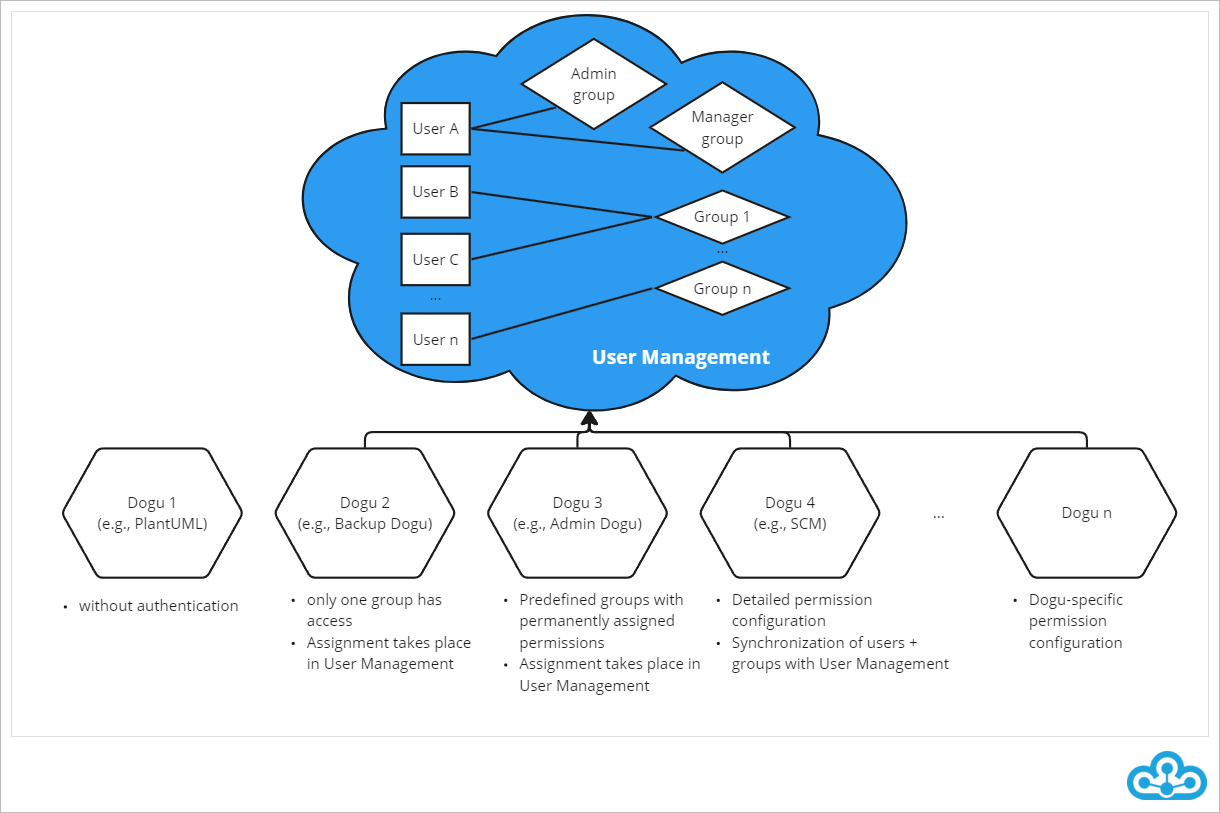 Admin
group
Manager
group
User A
User B
Group 1
...
User C
Group n
...
User n
User Management
Dogu 1
(e.g., PlantUML)
Dogu 2
(e.g., Backup Dogu)
Dogu 3
(e.g., Admin Dogu)
Dogu 4
(e.g., SCM)
...
Dogu n
• without authentication
• only one group has
access
• Assignment takes place
in User Management
• Predefined groups with
permanently assigned
permissions
• Assignment takes place in
User Management
• Detailed permission
configuration
• Synchronization of users +
groups with User Management
• Dogu-specific
permission
configuration